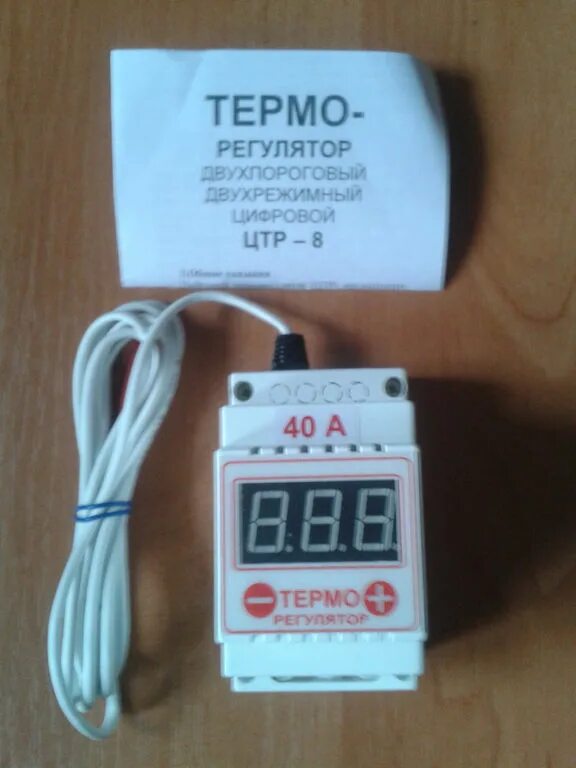 ТЕРМО-
РЕГУЛЯТОР
ДВУХПОРОГОВЫЙ
ДВУХРЕЖИМНЫЙ
ЦИФРОВОЙ
ЦТР – 8
40 А
ТЕРМО
РЕГУЛЯТОР